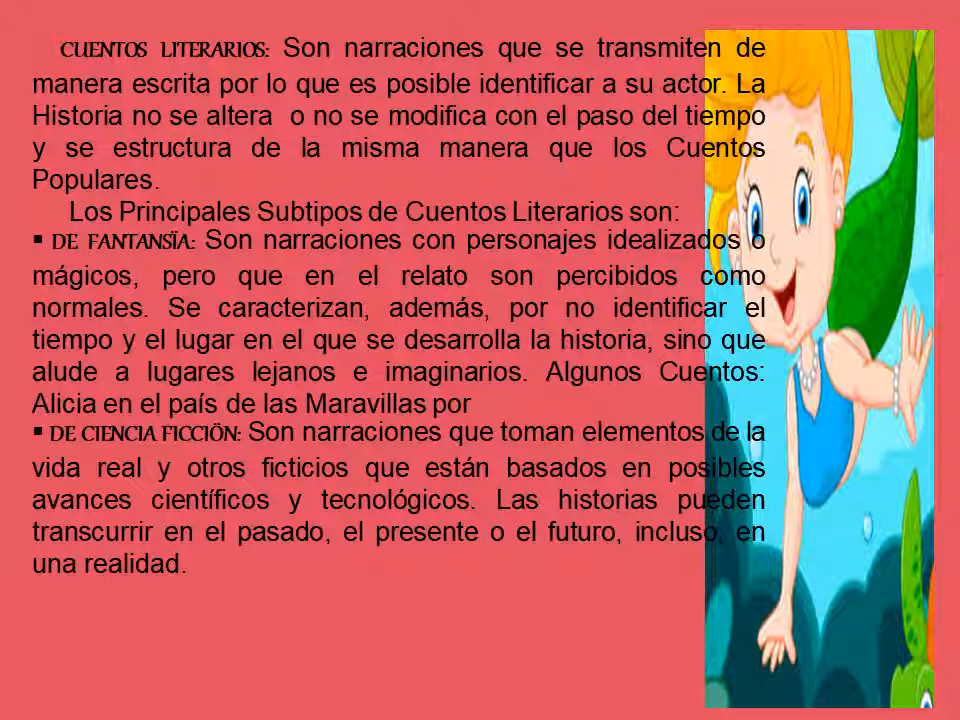 CUENTOS LITERARIOS: Son narraciones que se transmiten de
manera escrita por lo que es posible identificar a su actor. La
Historia no se altera o no se modifica con el paso del tiempo
y se estructura de la misma manera que los Cuentos
Populares.
Los Principales Subtipos de Cuentos Literarios son:
▪ DE FANTANSÏA: Son narraciones con personajes idealizados o
mágicos, pero que en el relato son percibidos como
normales. Se caracterizan, además, por no identificar el
tiempo y el lugar en el que se desarrolla la historia, sino que
alude a lugares lejanos e imaginarios. Algunos Cuentos:
Alicia en el país de las Maravillas por
▪ DE CIENCIA FICCIÖN: Son narraciones que toman elementos de la
vida real y otros ficticios que están basados en posibles
avances científicos y tecnológicos. Las historias pueden
transcurrir en el pasado, el presente o el futuro, incluso, en
una realidad.